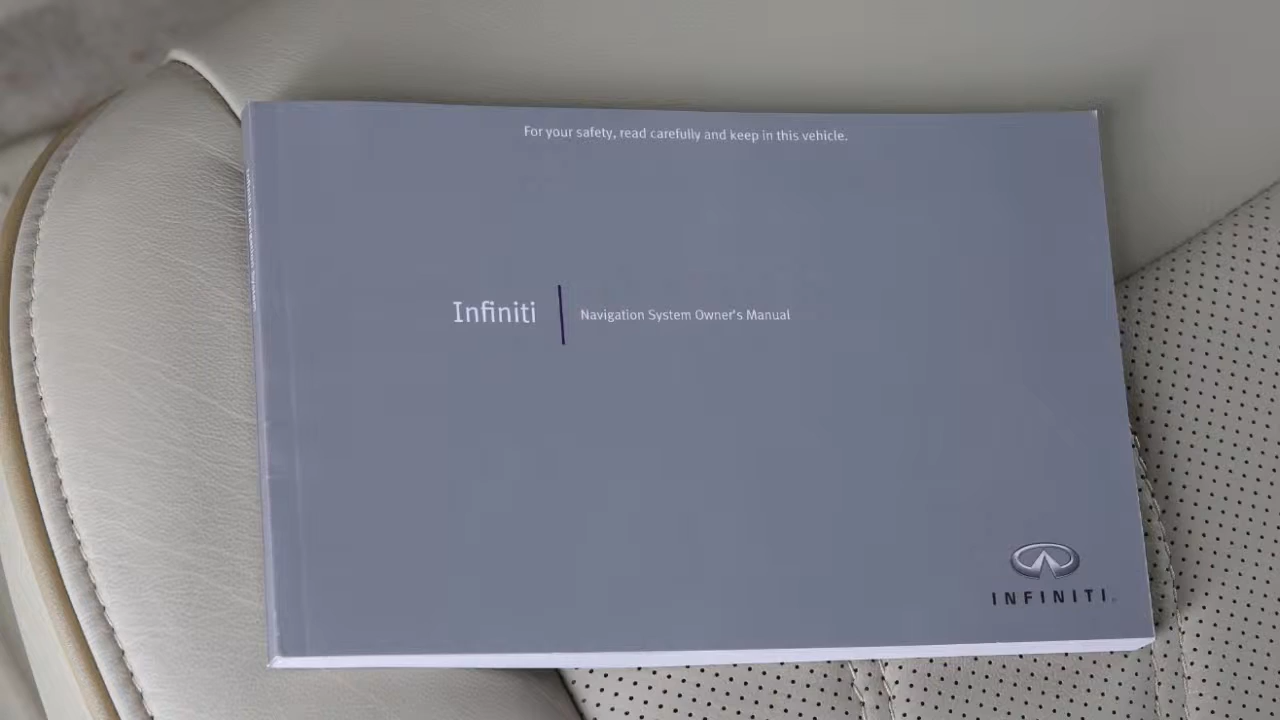 For your safety, read carefully and keep in this vehicle.
Infiniti | Navigation System Owner's Manual
INFINITI